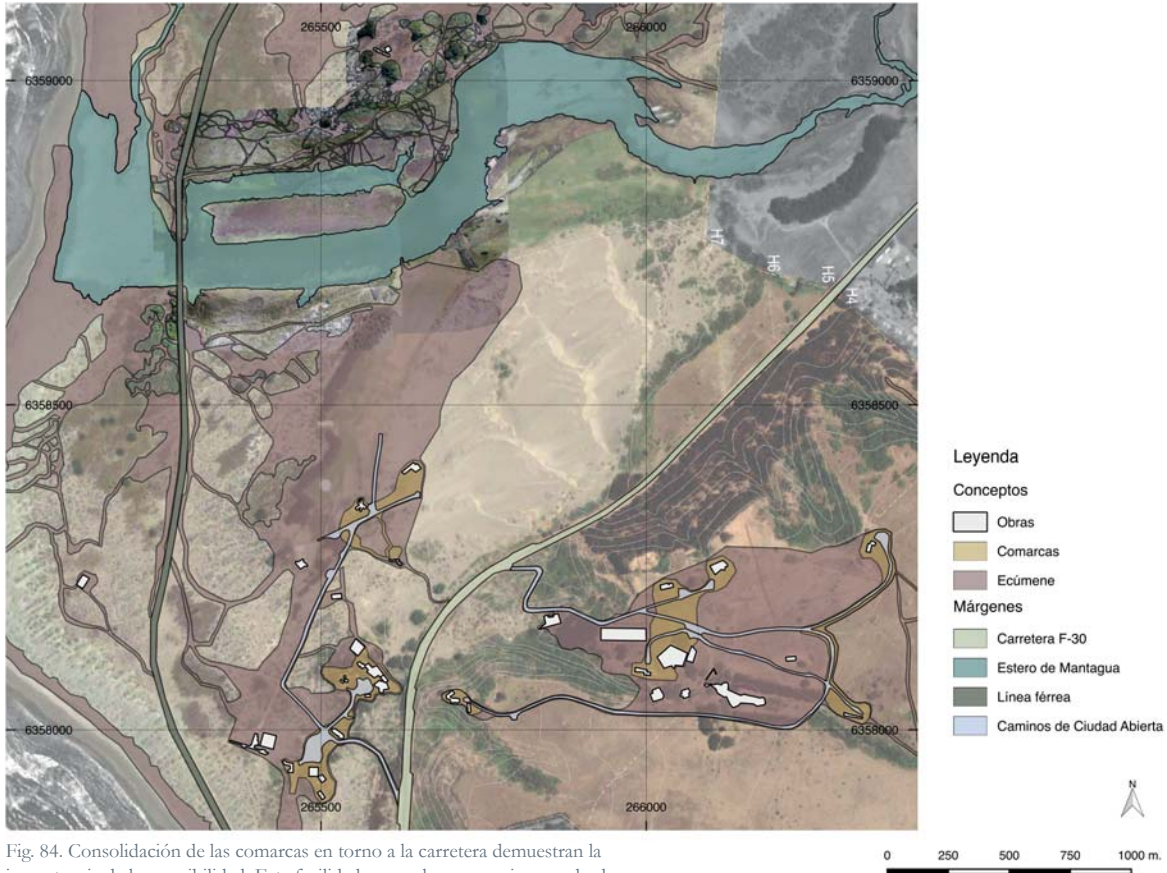 265500
266000
6359000
6359000
H7
H6
H5
H4
6358500
6358500
6358000
6358000
265500
266000
Leyenda
Conceptos
Obras
Comarcas
Ecúmene
Márgenes
Carretera F-30
Estero de Mantagua
Línea férrea
Caminos de Ciudad Abierta
N
0 250 500 750 1000 m.
Fig. 84. Consolidación de las comarcas en torno a la carretera demuestran la